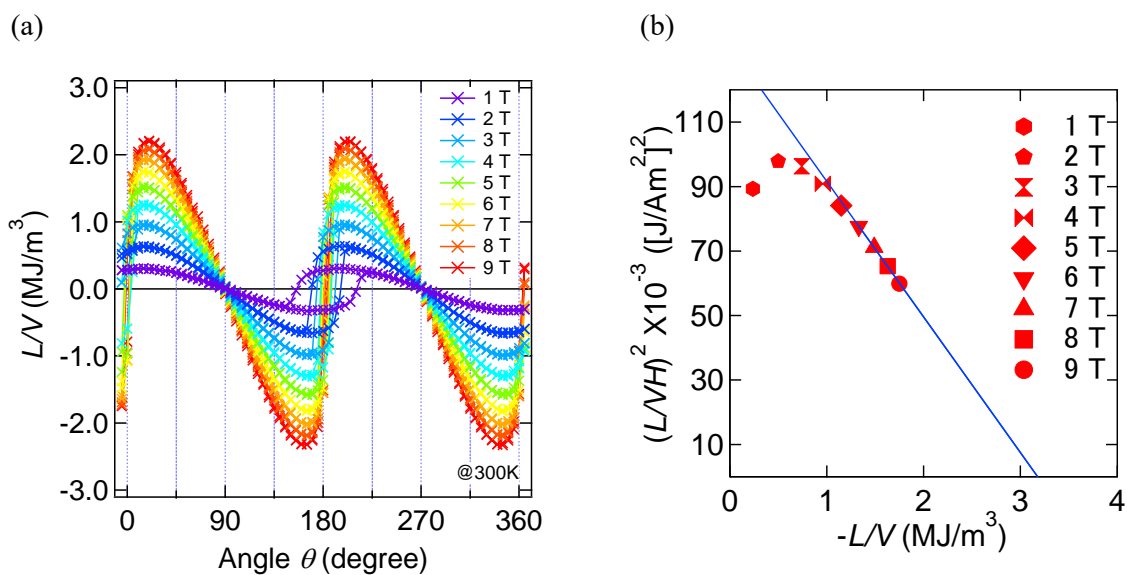 (a)
3.0
2.0
1.0
0.0
-1.0
-2.0
-3.0
L/V (MJ/m³)
1 T
2 T
3 T
4 T
5 T
6 T
7 T
8 T
9 T
@300K
0 90 180 270 360
Angle θ (degree)
(b)
110
90
70
50
30
10
(L/VH)² X10⁻³ ([J/Am²]²)
1 T
2 T
3 T
4 T
5 T
6 T
7 T
8 T
9 T
0 1 2 3 4
-L/V (MJ/m³)